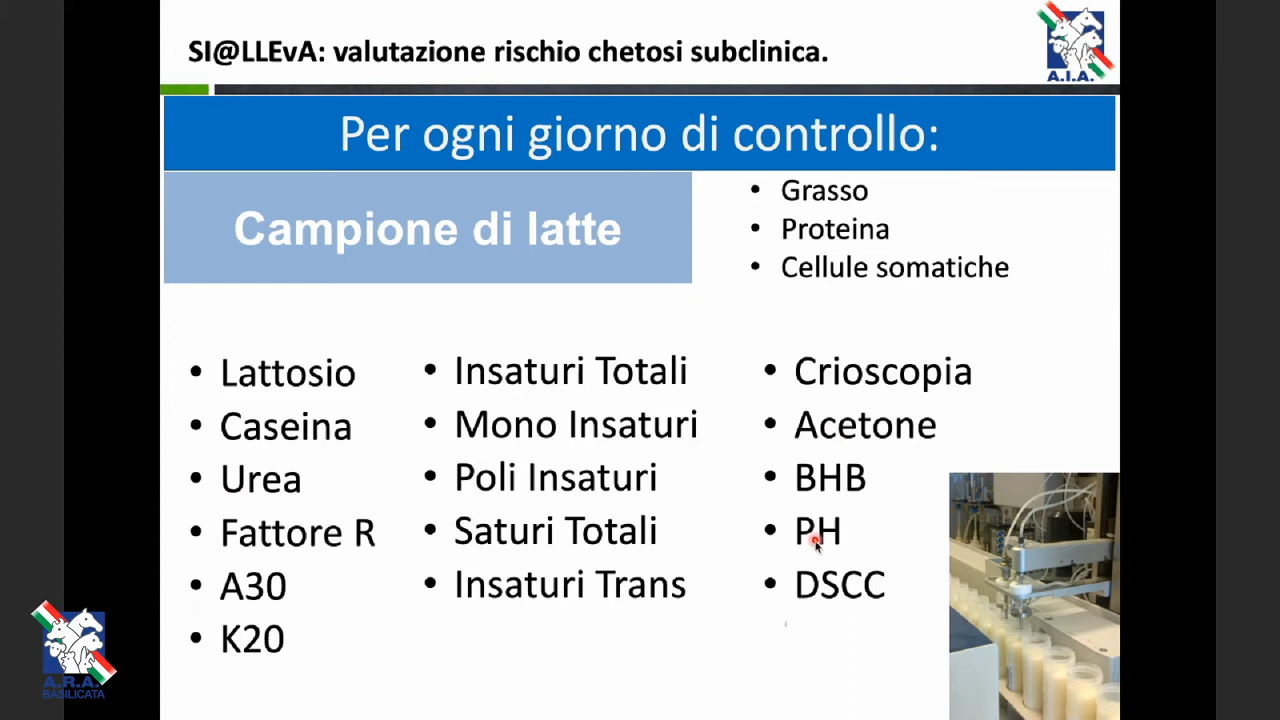 SI@LLEvA: valutazione rischio chetosi subclinica.
A.I.A.
Per ogni giorno di controllo:
Campione di latte
• Grasso
• Proteina
• Cellule somatiche
• Lattosio
• Caseina
• Urea
• Fattore R
• A30
• K20
• Insaturi Totali
• Mono Insaturi
• Poli Insaturi
• Saturi Totali
• Insaturi Trans
• Crioscopia
• Acetone
• BHB
• PH
• DSCC
A.R.A.
BASILICATA